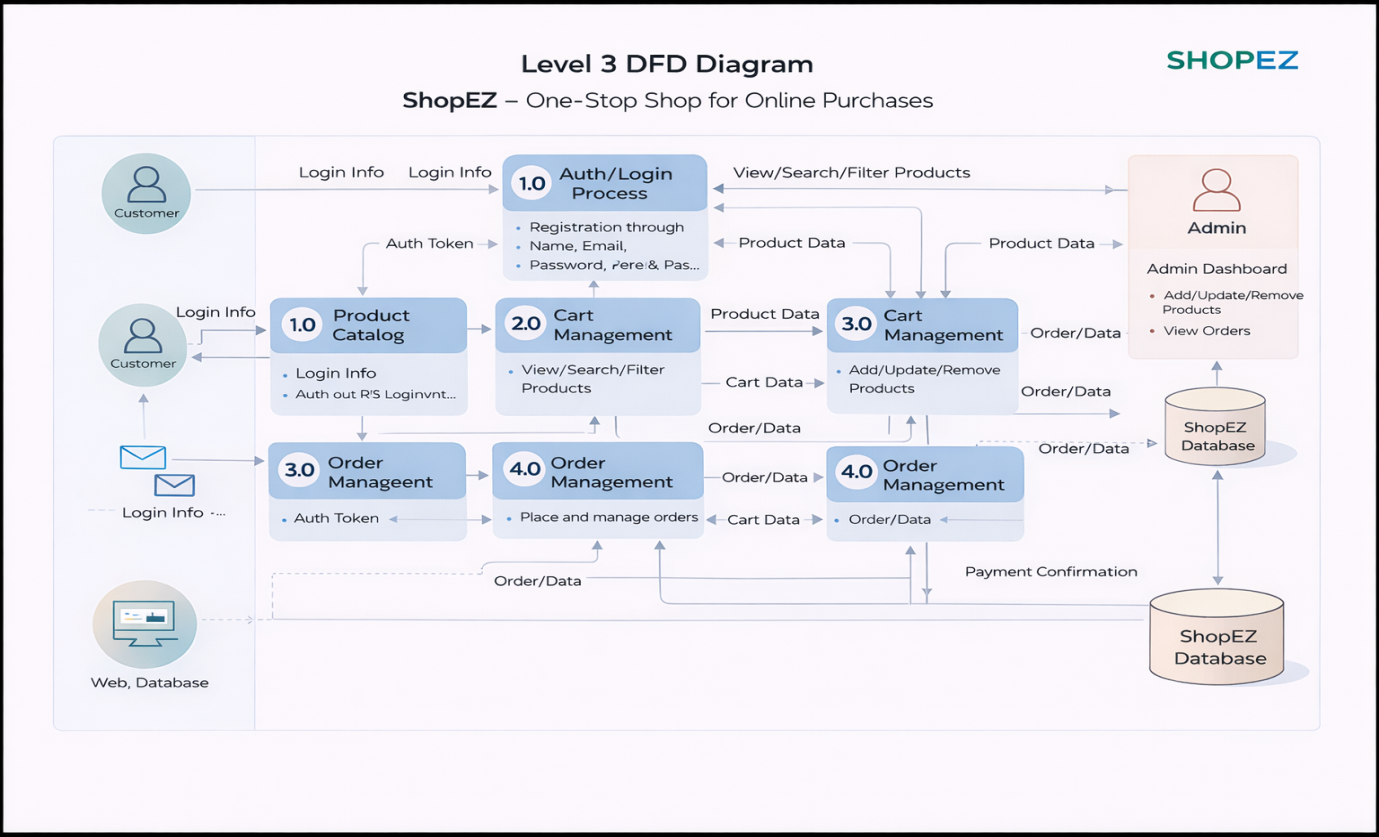 Level 3 DFD Diagram
SHOPEZ
ShopEZ – One-Stop Shop for Online Purchases
Customer
Login Info
Login Info
1.0
Auth/Login
Process
• Registration through
• Name, Email,
• Password, & Pas...
View/Search/Filter Products
Admin
Admin Dashboard
• Add/Update/Remove
Products
• View Orders
Auth Token
Product Data
Product Data
Customer
Login Info
1.0
Product
Catalog
• Login Info
• Auth out R'S Loginvnt...
2.0
Cart
Management
• View/Search/Filter
Products
Product Data
Cart Data
3.0
Cart
Management
• Add/Update/Remove
Products
Order/Data
Order/Data
ShopEZ
Database
Order/Data
Order/Data
Login Info ·...
3.0
Order
Manageent
• Auth Token
4.0
Order
Management
• Place and manage orders
Order/Data
Cart Data
4.0
Order
Management
• Order/Data
Order/Data
Payment Confirmation
Web, Database
ShopEZ
Database